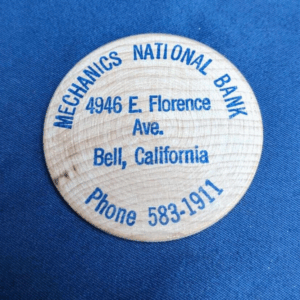 MECHANICS NATIONAL BANK
4946 E. Florence
Ave.
Bell, California
Phone 583-1911